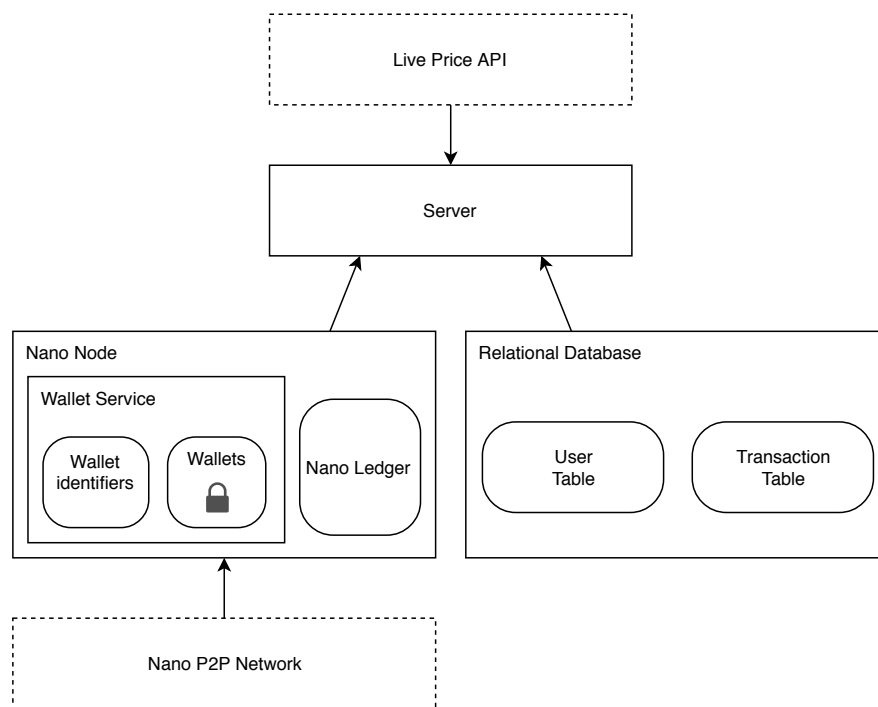 Live Price API
Server
Nano Node
Wallet Service
Wallet
identifiers
Wallets
Nano Ledger
Relational Database
User
Table
Transaction
Table
Nano P2P Network